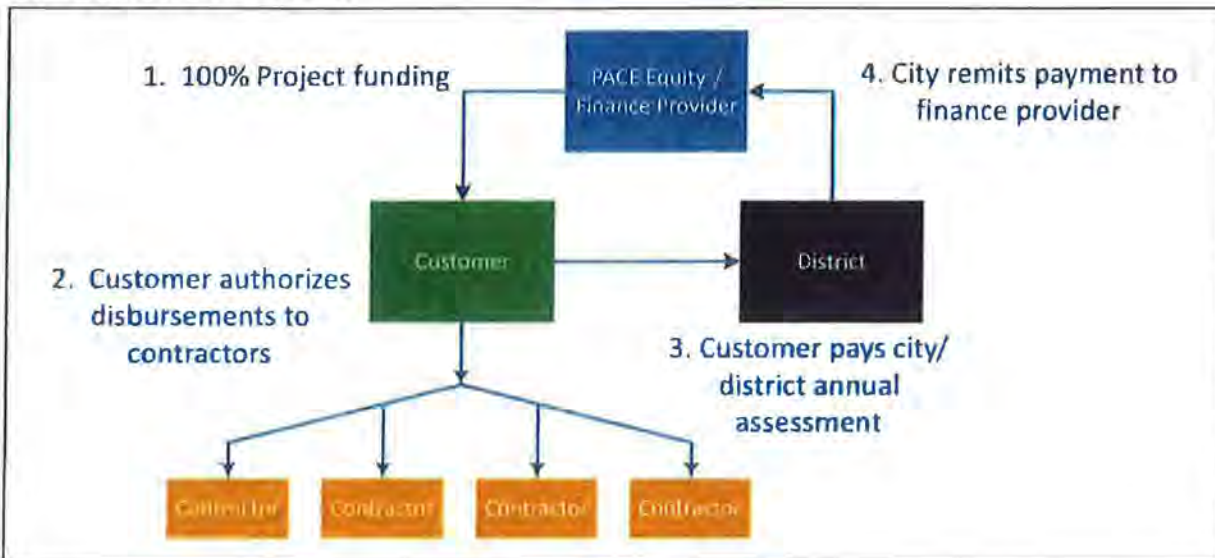 1. 100% Project funding
PACE Equity /
Finance Provider
4. City remits payment to
finance provider
Customer
District
2. Customer authorizes
disbursements to
contractors
3. Customer pays city/
district annual
assessment
Contractor
Contractor
Contractor
Contractor